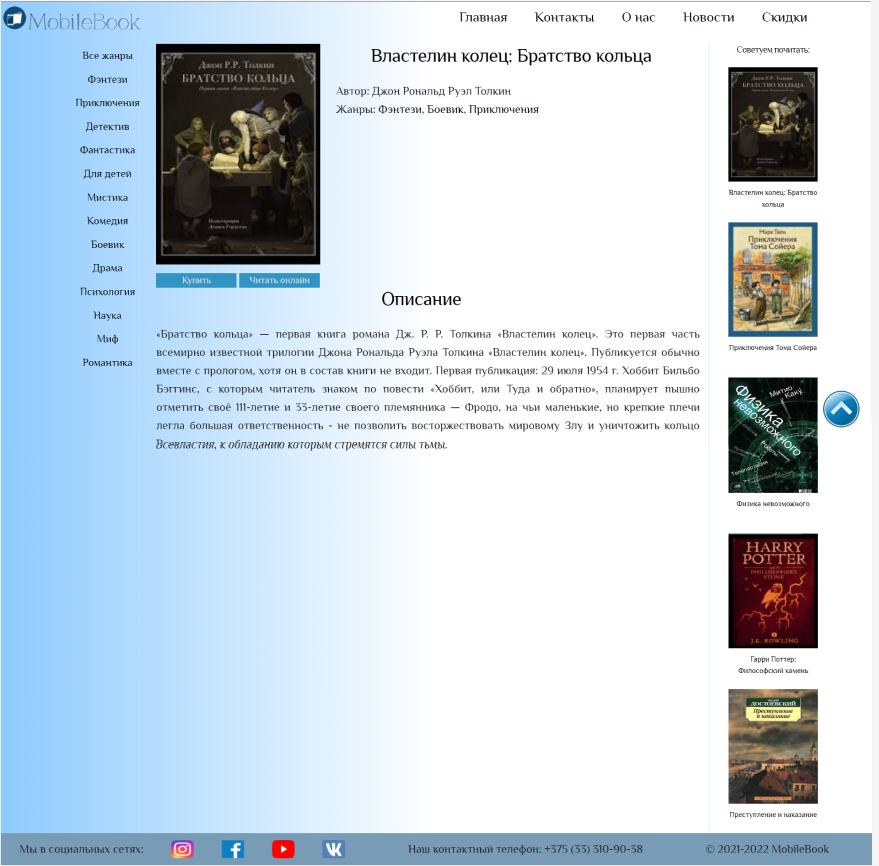 MobileBook
Главная Контакты О нас Новости Скидки
Все жанры
Фэнтези
Приключения
Детектив
Фантастика
Для детей
Мистика
Комедия
Боевик
Драма
Психология
Наука
Миф
Романтика
Джон Р.Р. Толкин
БРАТСТВО КОЛЬЦА
Первая книга «Властелина Колец»
Иллюстрации
Купить
Читать онлайн
Властелин колец: Братство кольца
Автор: Джон Рональд Руэл Толкин
Жанры: Фэнтези, Боевик, Приключения
Описание
«Братство кольца» — первая книга романа Дж. Р. Р. Толкина «Властелин колец». Это первая часть
всемирно известной трилогии Джона Рональда Руэла Толкина «Властелин колец». Публикуется обычно
вместе с прологом, хотя он в состав книги не входит. Первая публикация: 29 июля 1954 г. Хоббит Бильбо
Бэггинс, с которым читатель знаком по повести «Хоббит, или Туда и обратно», планирует пышно
отметить своё 111-летие и 33-летие своего племянника — Фродо, на чьи маленькие, но крепкие плечи
легла большая ответственность - не позволить восторжествовать мировому Злу и уничтожить кольцо
Всевластия, к обладанию которым стремятся силы тьмы.
Советуем почитать:
Джон Р.Р. Толкин
БРАТСТВО КОЛЬЦА
Властелин колец: Братство
кольца
Марк Твен
Приключения
Тома Сойера
Приключения Тома Сойера
Митио
Каку
Физика
невозможного
Роботы
Телепортация
Физика невозможного
HARRY
POTTER
AND THE
PHILOSOPHER'S
STONE
J.K. ROWLING
Гарри Поттер:
Философский камень
ДОСТОЕВСКИЙ
Преступление
и наказание
Преступление и наказание
Мы в социальных сетях:
Наш контактный телефон: +375 (33) 310-90-38
© 2021-2022 MobileBook